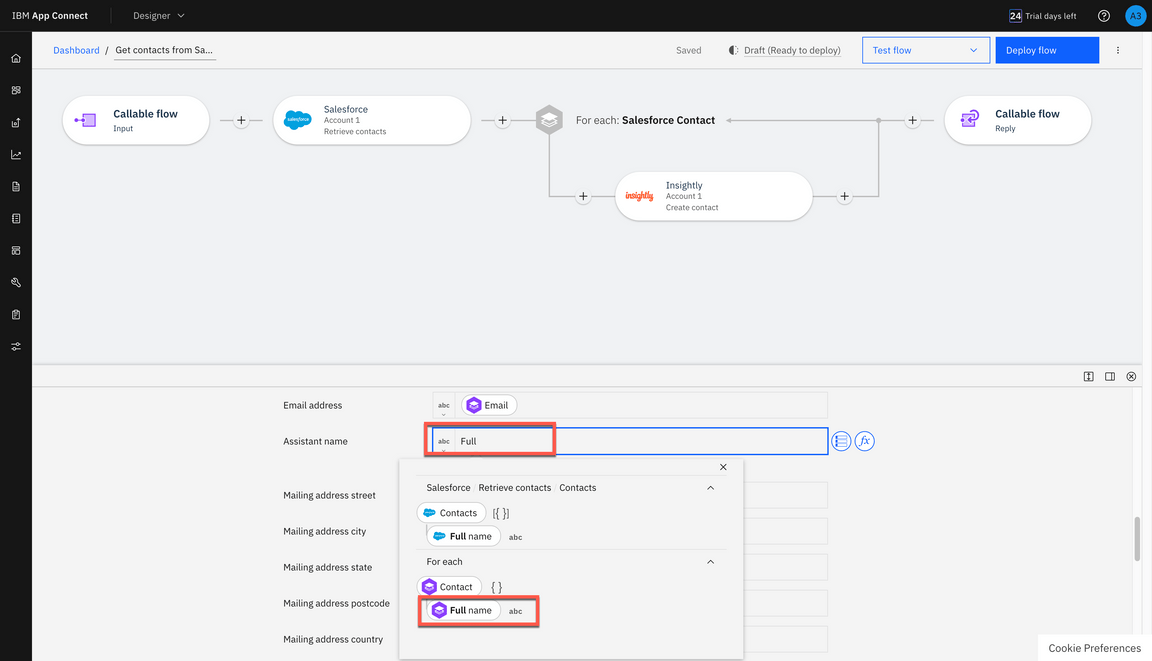 IBM App Connect
Designer
24 Trial days left
A3
Dashboard / Get contacts from Sa...
Saved
Draft (Ready to deploy)
Test flow
Deploy flow
Callable flow
Input
salesforce
Salesforce
Account 1
Retrieve contacts
For each: Salesforce Contact
Callable flow
Reply
insightly
Insightly
Account 1
Create contact
Email address
abc
Email
Assistant name
abc
Full
fx
Salesforce / Retrieve contacts / Contacts
Contacts [{ }]
Full name abc
For each
Contact { }
Full name abc
Mailing address street
Mailing address city
Mailing address state
Mailing address postcode
Mailing address country
Cookie Preferences